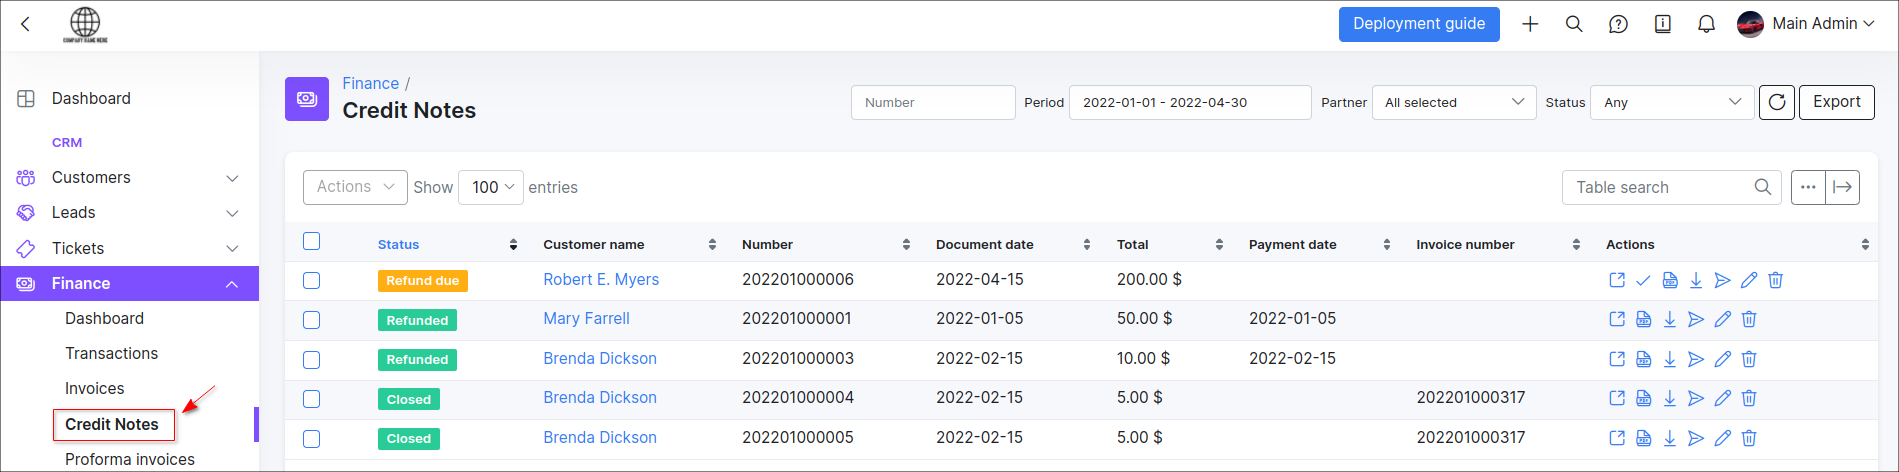 COMPANY NAME HERE
Deployment guide
Main Admin
Dashboard
CRM
Customers
Leads
Tickets
Finance
Dashboard
Transactions
Invoices
Credit Notes
Proforma invoices
Finance /
Credit Notes
Number Period 2022-01-01 - 2022-04-30 Partner All selected Status Any Export
Actions Show 100 entries Table search
Status Customer name Number Document date Total Payment date Invoice number Actions
Refund due Robert E. Myers 202201000006 2022-04-15 200.00 $
Refunded Mary Farrell 202201000001 2022-01-05 50.00 $ 2022-01-05
Refunded Brenda Dickson 202201000003 2022-02-15 10.00 $ 2022-02-15
Closed Brenda Dickson 202201000004 2022-02-15 5.00 $ 202201000317
Closed Brenda Dickson 202201000005 2022-02-15 5.00 $ 202201000317